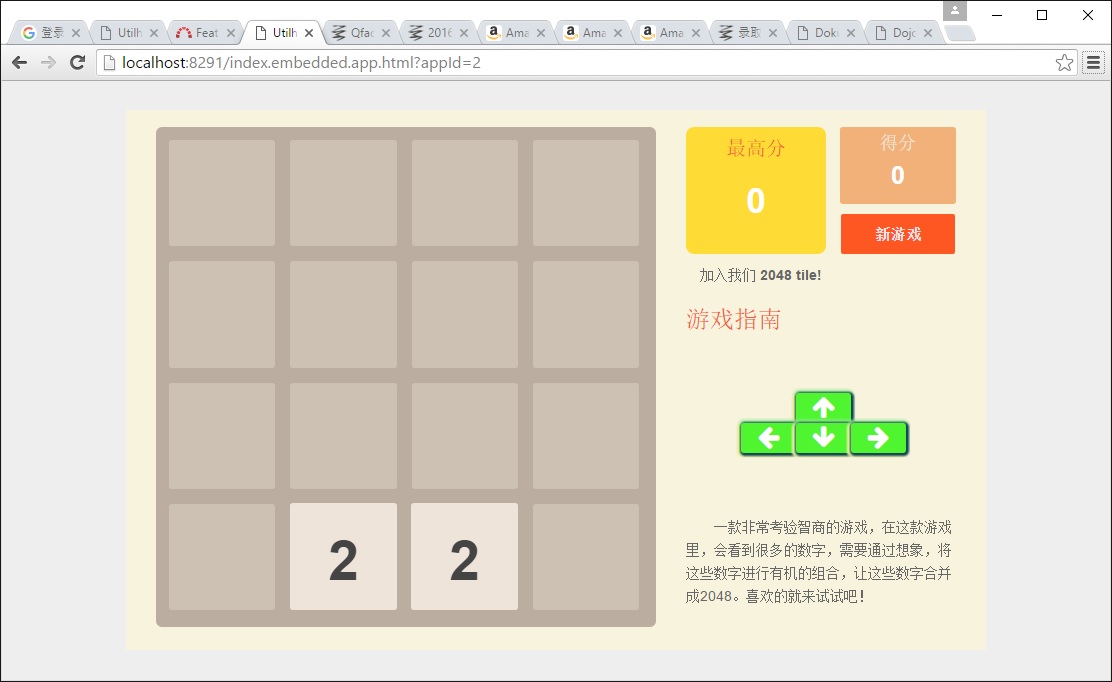 登录
Utilh
Feat
Utilh
Qfac
2016
Ama
Ama
Ama
录取
Doku
Dojo
localhost:8291/index.embedded.app.html?appId=2
最高分
0
得分
0
新游戏
加入我们 2048 tile!
游戏指南
2
2
一款非常考验智商的游戏，在这款游戏
里，会看到很多的数字，需要通过想象，将
这些数字进行有机的组合，让这些数字合并
成2048。喜欢的就来试试吧！